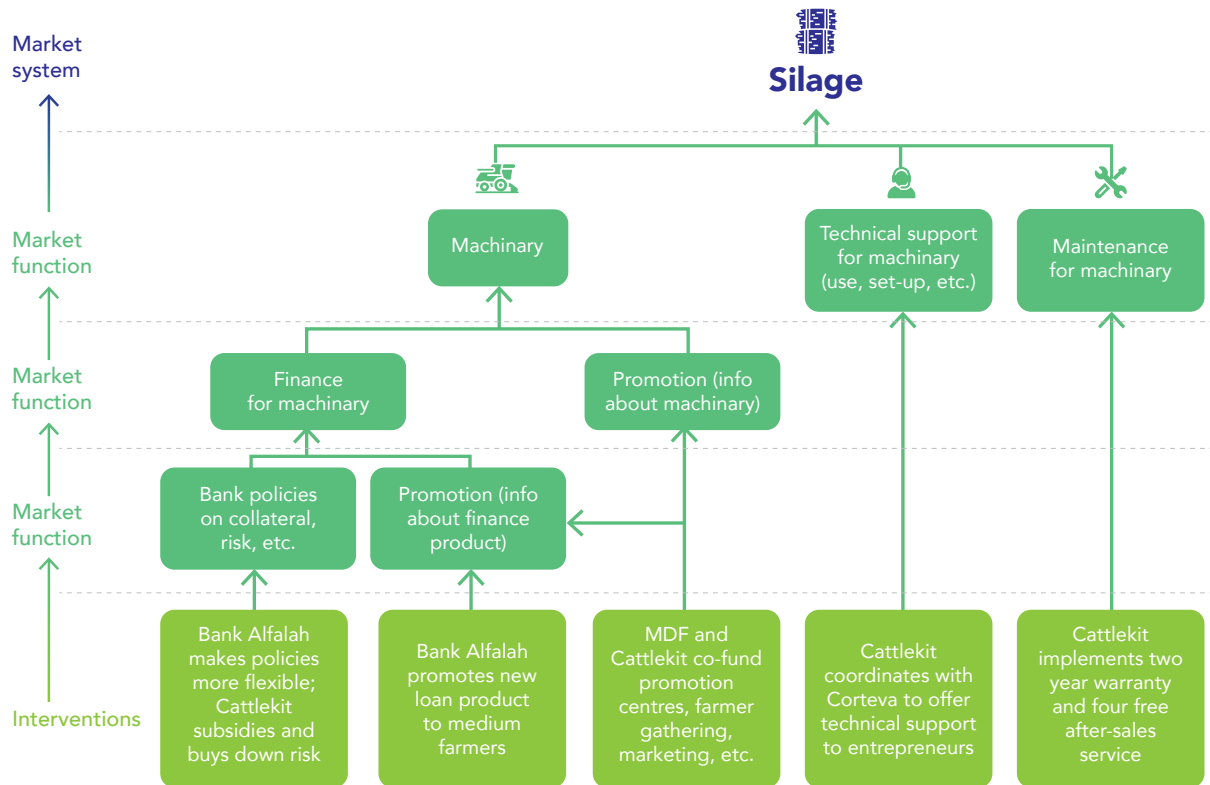 Market
system
Silage
Market
function
Machinary
Technical support
for machinary
(use, set-up, etc.)
Maintenance
for machinary
Market
function
Finance
for machinary
Promotion (info
about machinary)
Market
function
Bank policies
on collateral,
risk, etc.
Promotion (info
about finance
product)
Interventions
Bank Alfalah
makes policies
more flexible;
Cattlekit
subsidies and
buys down risk
Bank Alfalah
promotes new
loan product
to medium
farmers
MDF and
Cattlekit co-fund
promotion
centres, farmer
gathering,
marketing, etc.
Cattlekit
coordinates with
Corteva to offer
technical support
to entrepreneurs
Cattlekit
implements two
year warranty
and four free
after-sales
service